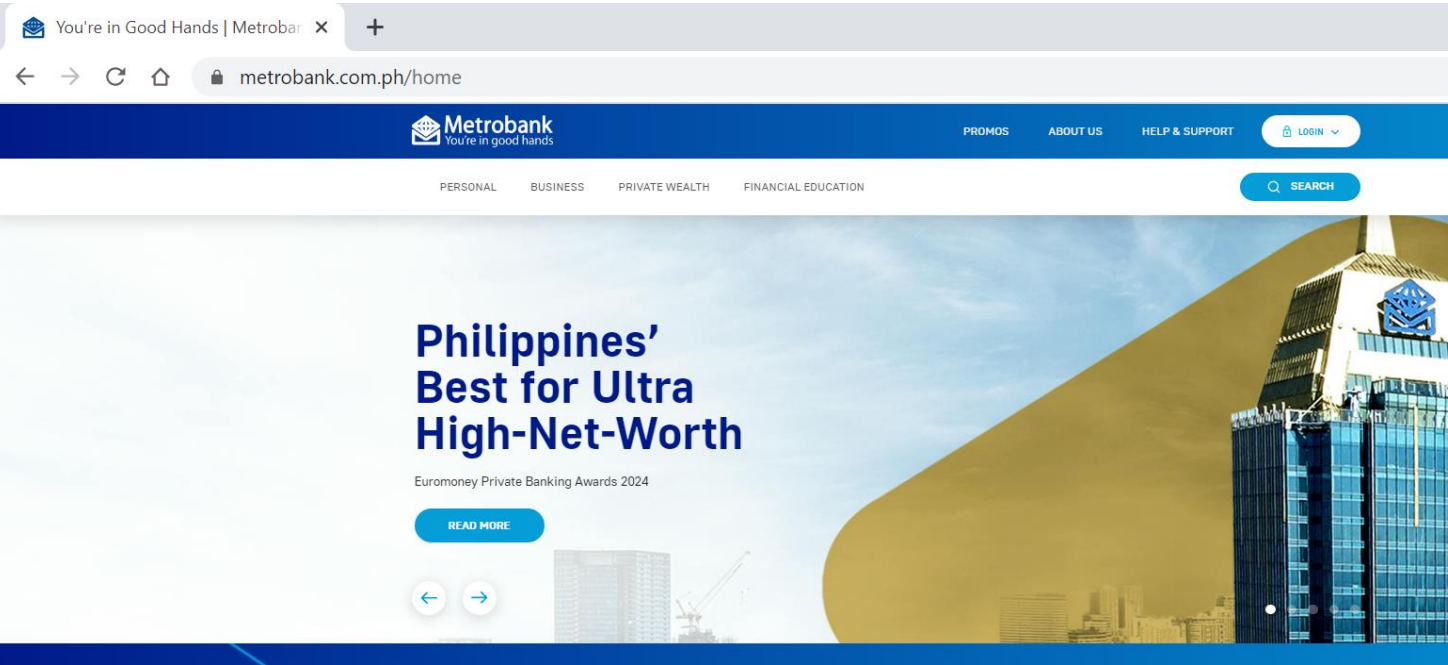 You're in Good Hands | Metroban
metrobank.com.ph/home
Metrobank
You're in good hands
PROMOS ABOUT US HELP & SUPPORT LOGIN
PERSONAL BUSINESS PRIVATE WEALTH FINANCIAL EDUCATION SEARCH
Philippines'
Best for Ultra
High-Net-Worth
Euromoney Private Banking Awards 2024
READ MORE